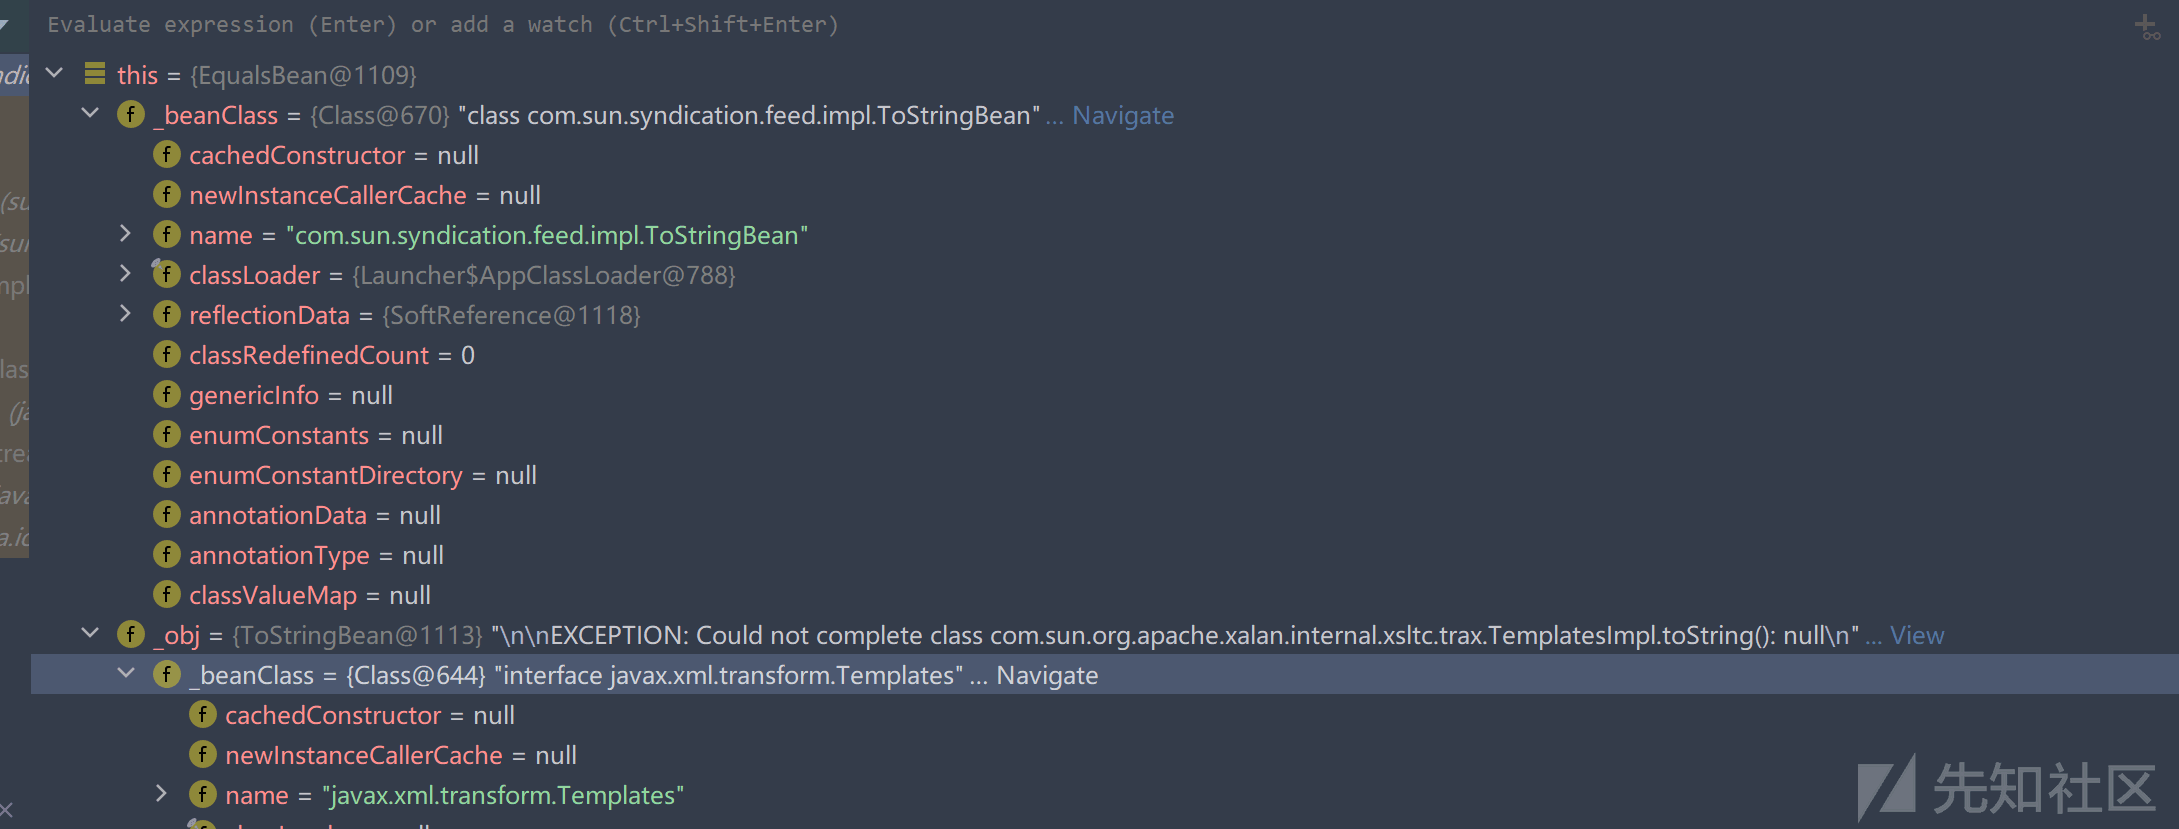 Evaluate expression (Enter) or add a watch (Ctrl+Shift+Enter)
this = {EqualsBean@1109}
_beanClass = {Class@670} "class com.sun.syndication.feed.impl.ToStringBean" ... Navigate
cachedConstructor = null
newInstanceCallerCache = null
name = "com.sun.syndication.feed.impl.ToStringBean"
classLoader = {Launcher$AppClassLoader@788}
reflectionData = {SoftReference@1118}
classRedefinedCount = 0
genericInfo = null
enumConstants = null
enumConstantDirectory = null
annotationData = null
annotationType = null
classValueMap = null
_obj = {ToStringBean@1113} "\n\nEXCEPTION: Could not complete class com.sun.org.apache.xalan.internal.xsltc.trax.TemplatesImpl.toString(): null\n" ... View
_beanClass = {Class@644} "interface javax.xml.transform.Templates" ... Navigate
cachedConstructor = null
newInstanceCallerCache = null
name = "javax.xml.transform.Templates"
先知社区